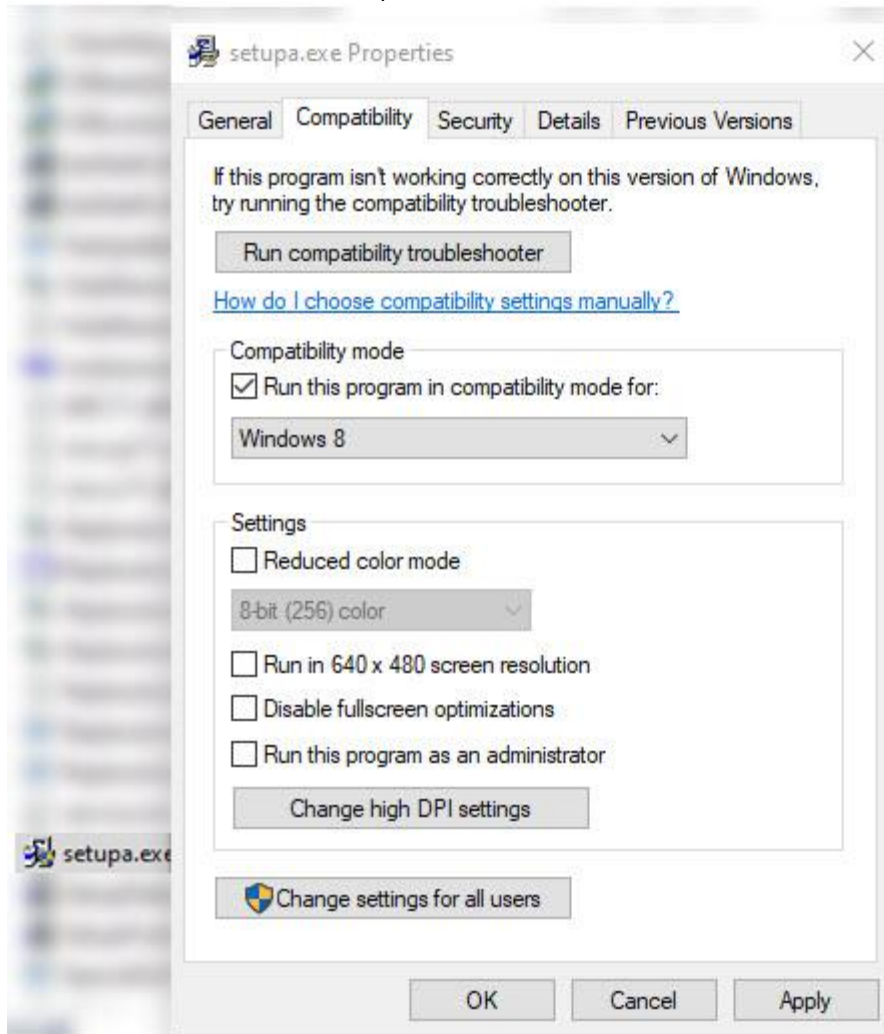 setupa.exe Properties
General Compatibility Security Details Previous Versions
If this program isn't working correctly on this version of Windows,
try running the compatibility troubleshooter.
Run compatibility troubleshooter
How do I choose compatibility settings manually?
Compatibility mode
Run this program in compatibility mode for:
Windows 8
Settings
Reduced color mode
8-bit (256) color
Run in 640 x 480 screen resolution
Disable fullscreen optimizations
Run this program as an administrator
Change high DPI settings
setupa.exe
Change settings for all users
OK Cancel Apply